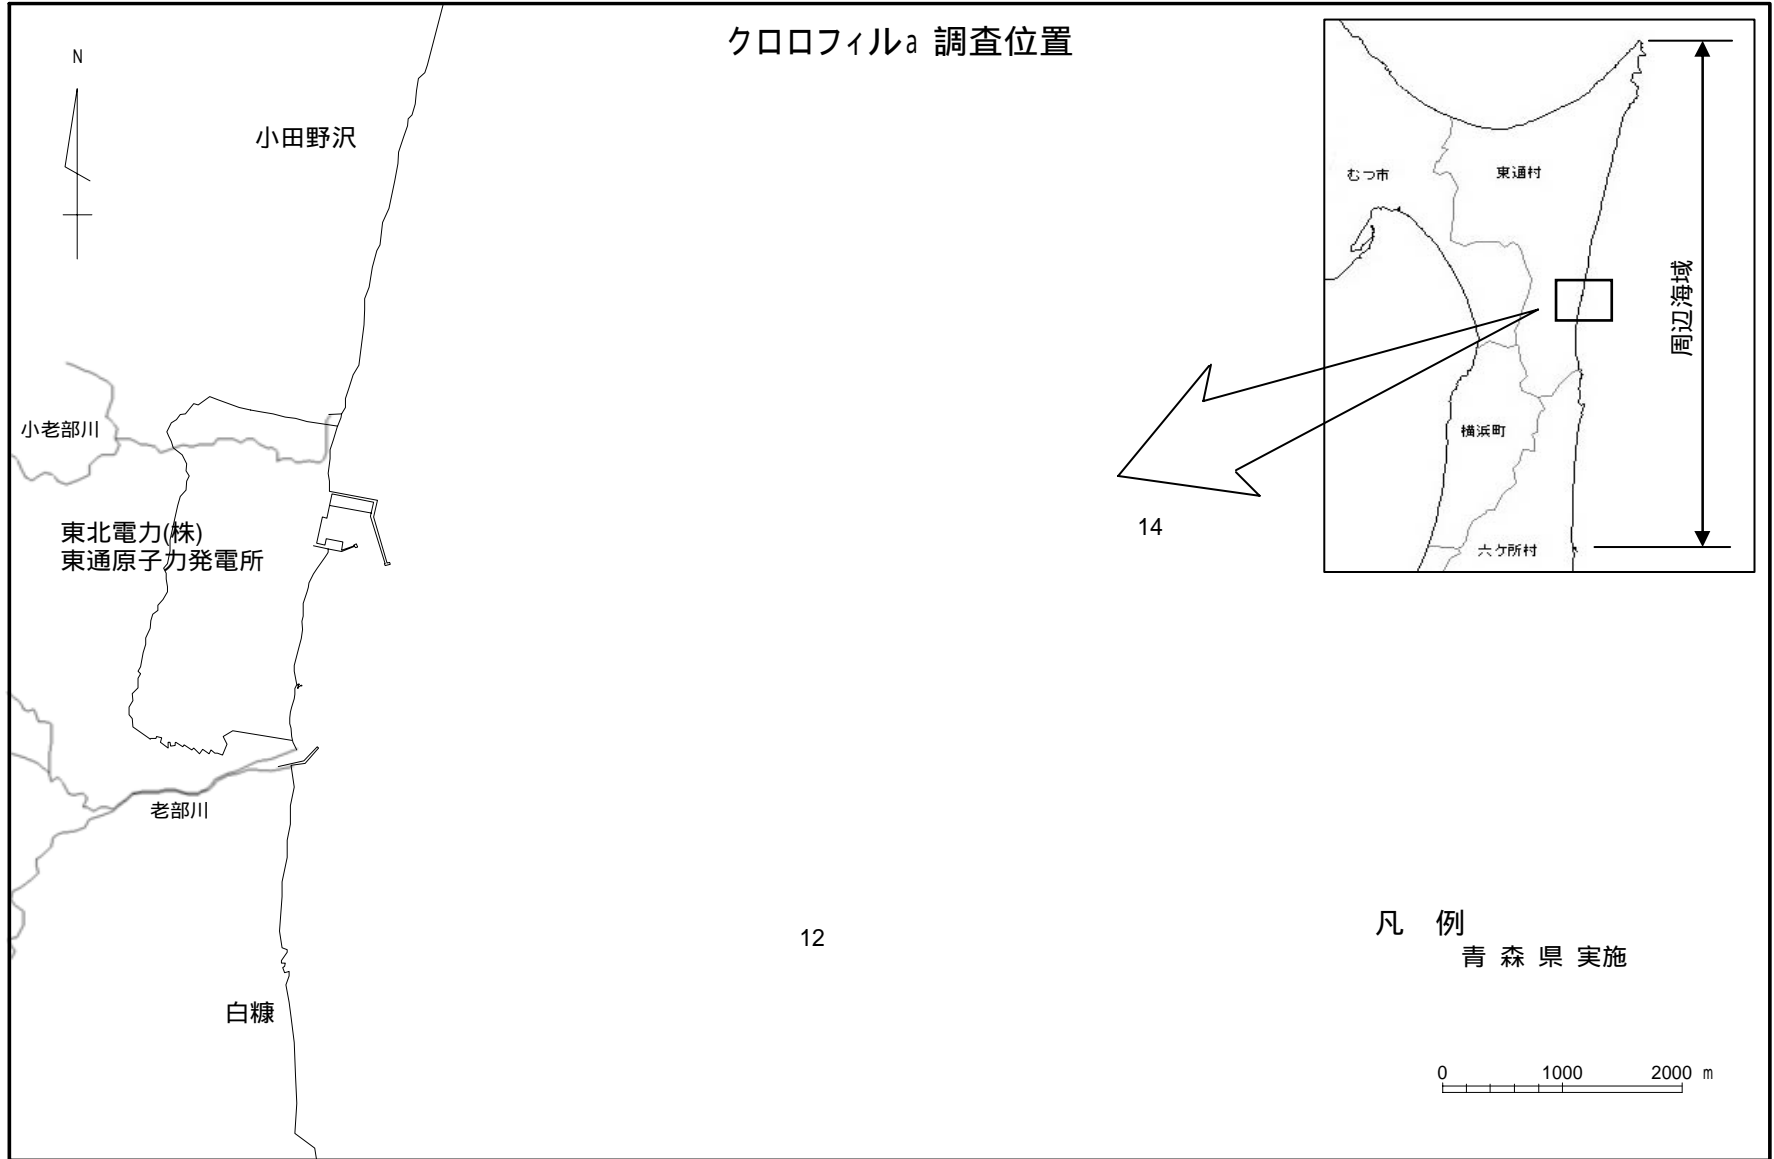 クロロフィルa 調査位置
N
小田野沢
むつ市
東通村
周辺海域
小老部川
横浜町
東北電力(株)
東通原子力発電所
14
六ケ所村
老部川
12
凡 例
青 森 県 実施
白糠
0 1000 2000 m